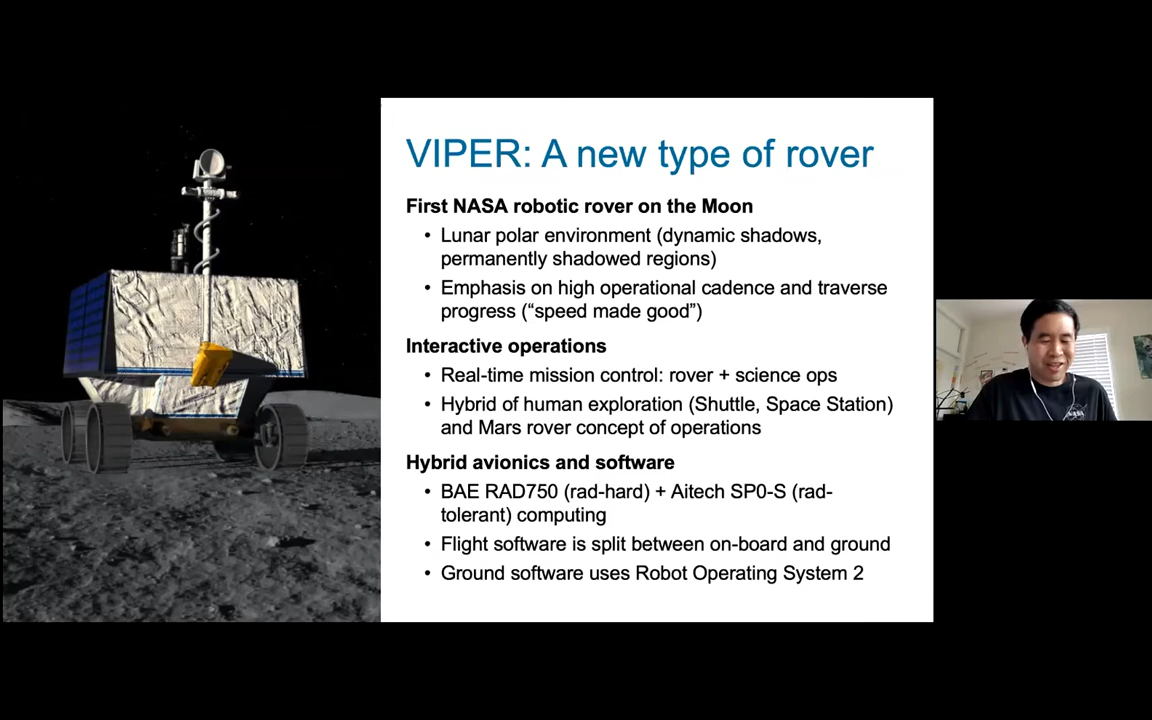 VIPER: A new type of rover
First NASA robotic rover on the Moon
• Lunar polar environment (dynamic shadows,
permanently shadowed regions)
• Emphasis on high operational cadence and traverse
progress (“speed made good”)
Interactive operations
• Real-time mission control: rover + science ops
• Hybrid of human exploration (Shuttle, Space Station)
and Mars rover concept of operations
Hybrid avionics and software
• BAE RAD750 (rad-hard) + Aitech SP0-S (rad-
tolerant) computing
• Flight software is split between on-board and ground
• Ground software uses Robot Operating System 2
NASA